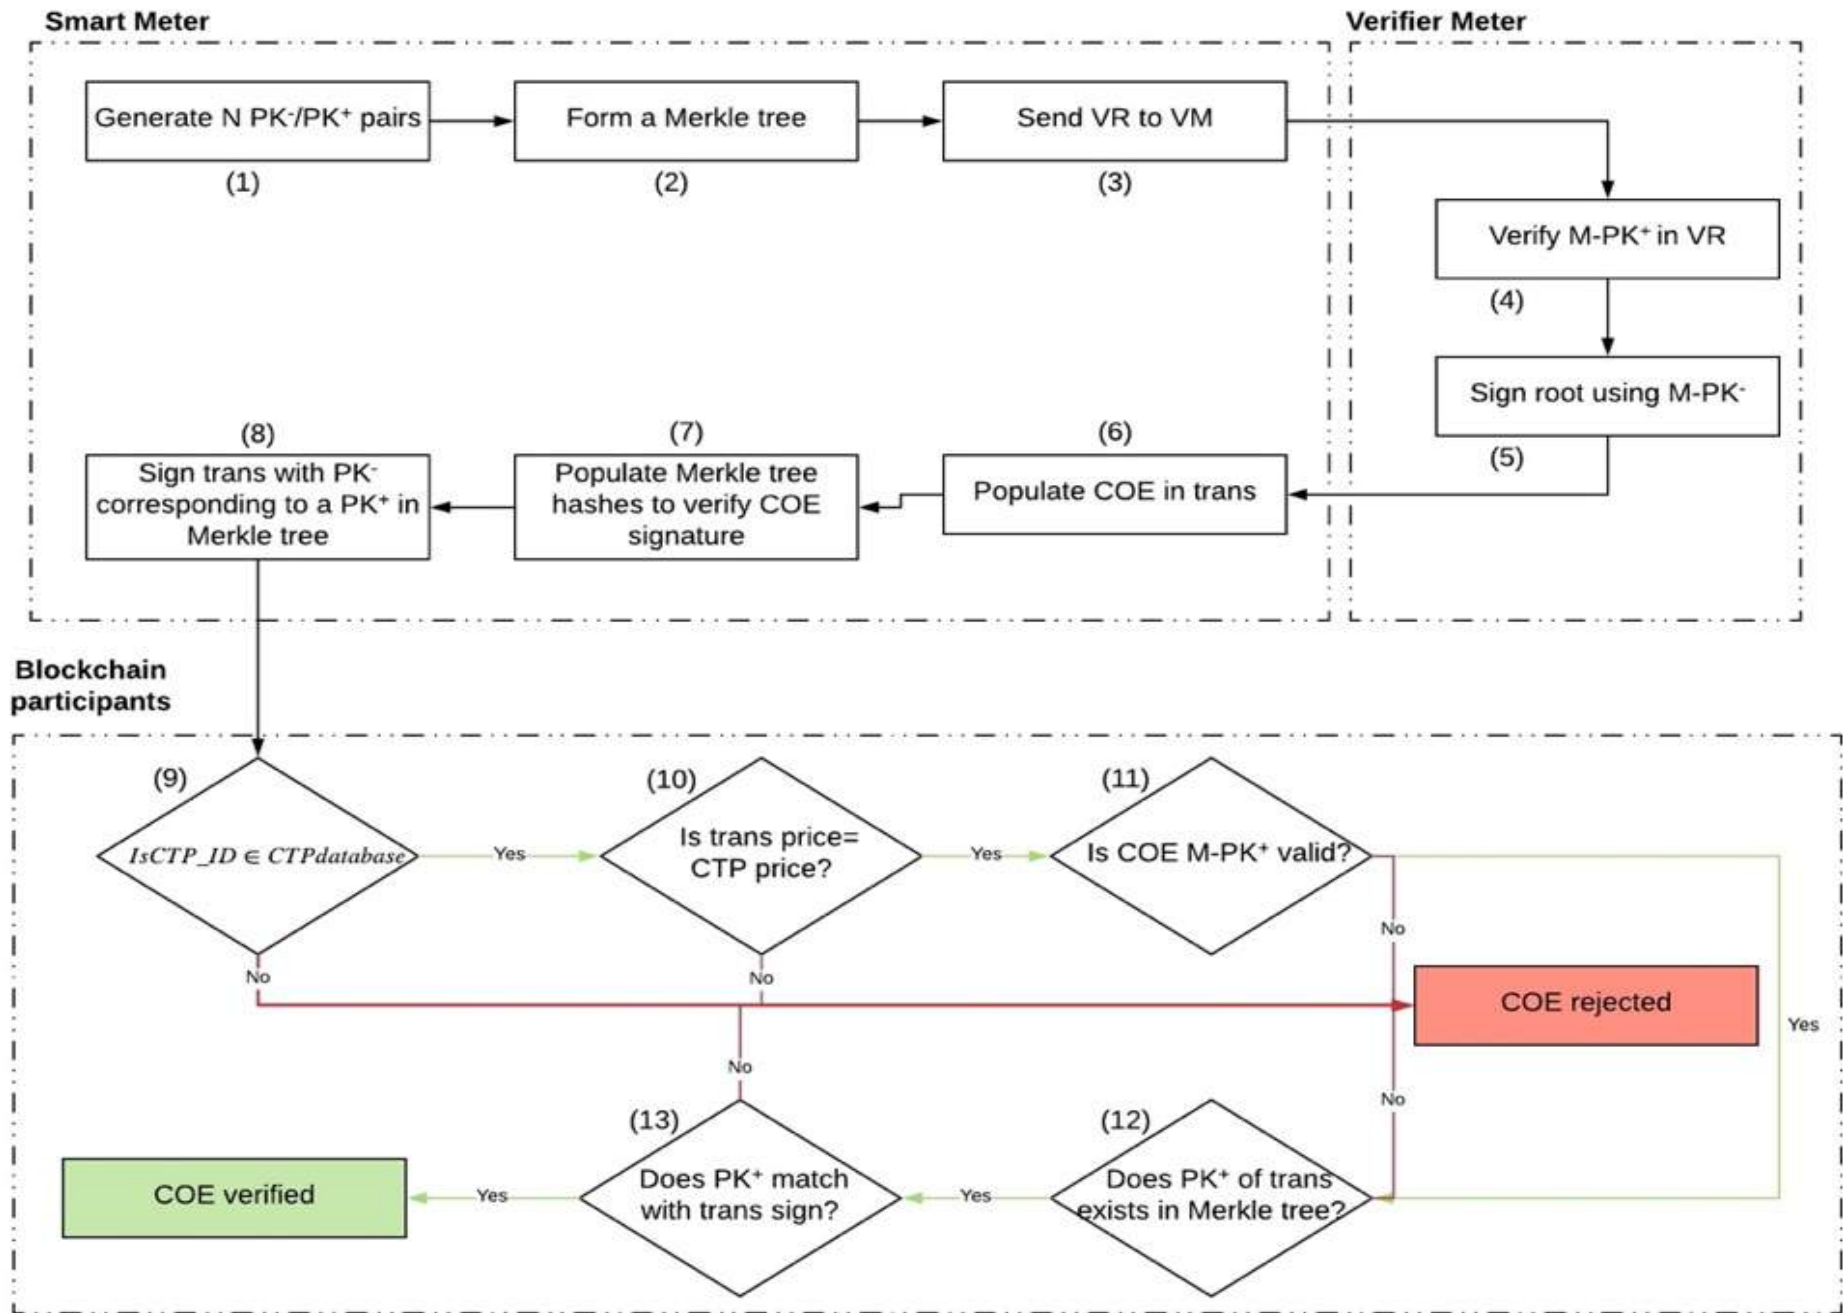 Smart Meter
Verifier Meter
Generate N PK⁻/PK⁺ pairs
(1)
Form a Merkle tree
(2)
Send VR to VM
(3)
Verify M-PK⁺ in VR
(4)
Sign root using M-PK⁻
(5)
(6)
Populate COE in trans
(7)
Populate Merkle tree
hashes to verify COE
signature
(8)
Sign trans with PK⁻
corresponding to a PK⁺ in
Merkle tree
Blockchain
participants
(9)
IsCTP_ID ∈ CTPdatabase
Yes
No
(10)
Is trans price=
CTP price?
Yes
No
(11)
Is COE M-PK⁺ valid?
No
Yes
COE rejected
No
(12)
Does PK⁺ of trans
exists in Merkle tree?
Yes
No
(13)
Does PK⁺ match
with trans sign?
Yes
COE verified